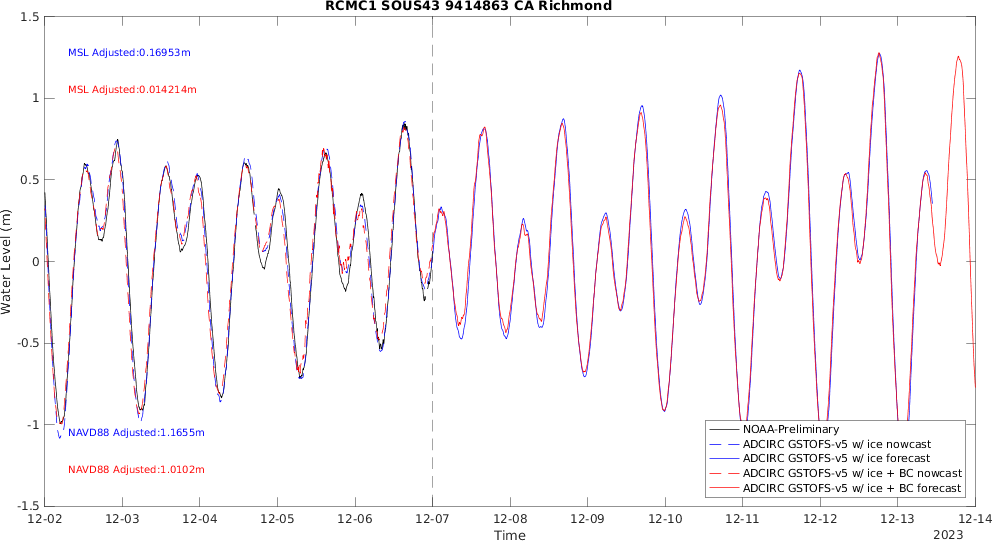 RCMC1 SOUS43 9414863 CA Richmond
1.5
1
0.5
0
-0.5
-1
-1.5
Water Level (m)
MSL Adjusted:0.16953m
MSL Adjusted:0.014214m
NAVD88 Adjusted:1.1655m
NAVD88 Adjusted:1.0102m
NOAA-Preliminary
ADCIRC GSTOFS-v5 w/ ice nowcast
ADCIRC GSTOFS-v5 w/ ice forecast
ADCIRC GSTOFS-v5 w/ ice + BC nowcast
ADCIRC GSTOFS-v5 w/ ice + BC forecast
12-02 12-03 12-04 12-05 12-06 12-07 12-08 12-09 12-10 12-11 12-12 12-13 12-14
Time
2023